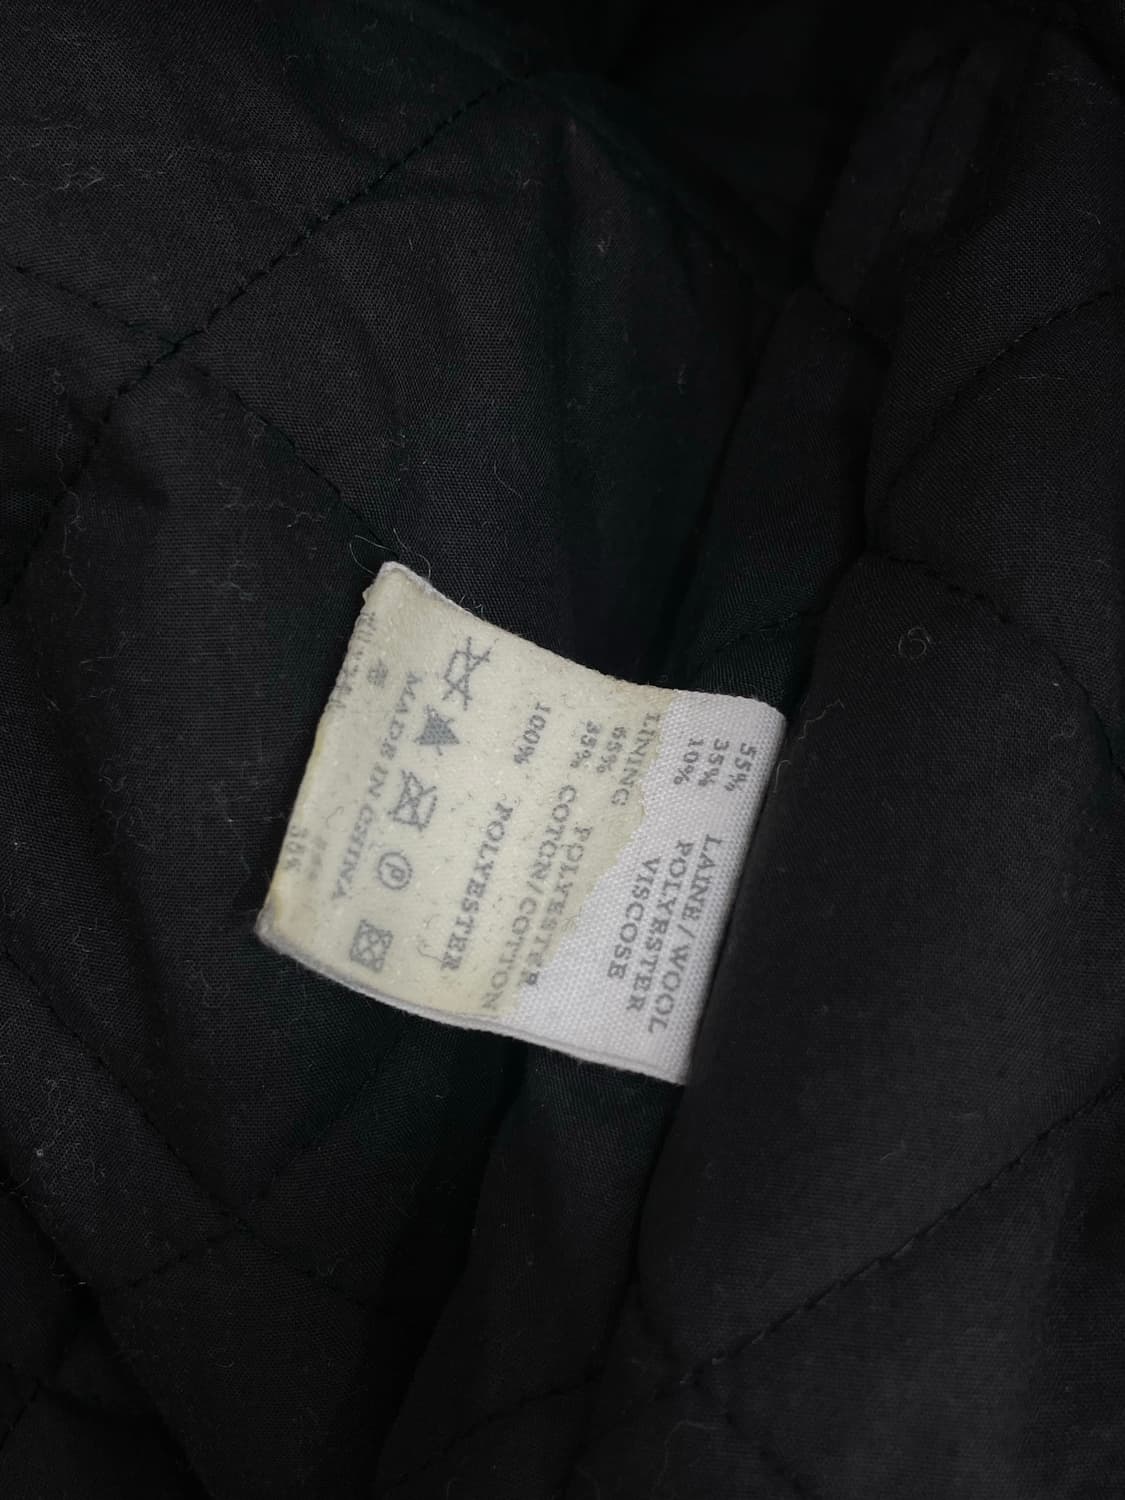 55% LAINE/WOOL
35% POLYESTER
10% VISCOSE
LINING
65% POLYESTER
35% COTON/COTTON
100% POLYESTER
MADE IN CHINA